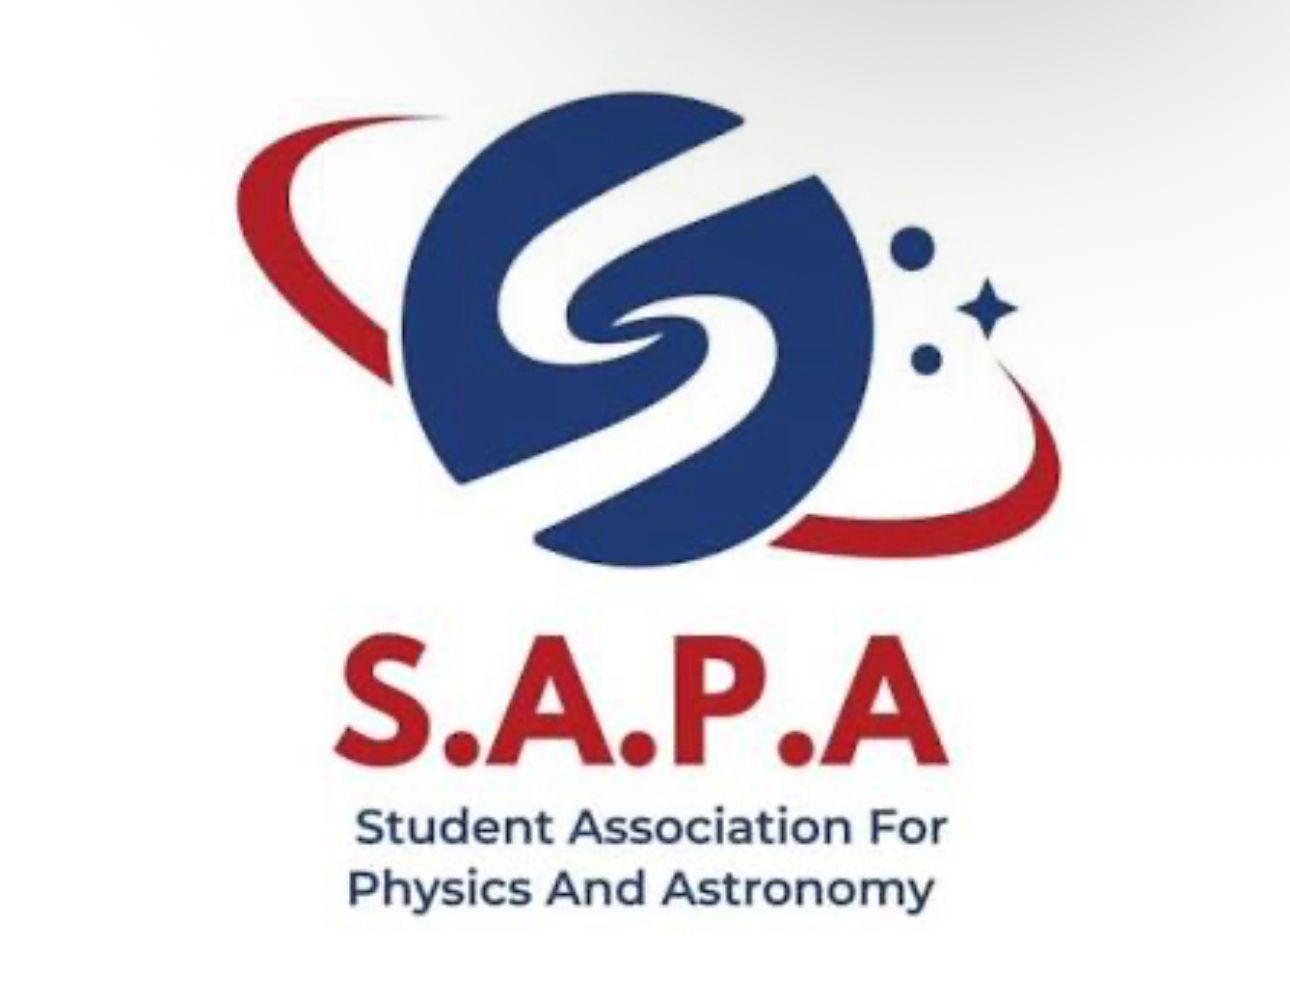 S.A.P.A
Student Association For
Physics And Astronomy